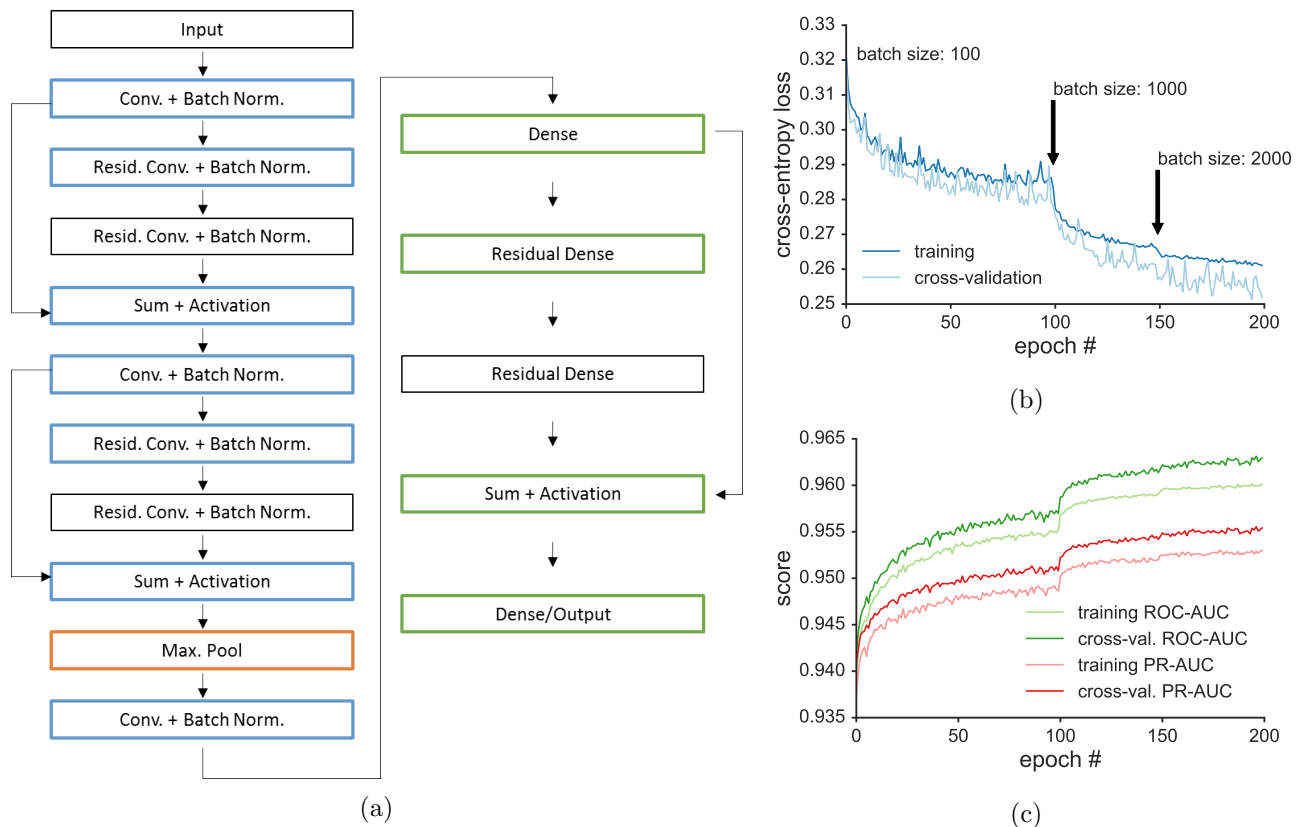 Input
Conv. + Batch Norm.
Resid. Conv. + Batch Norm.
Resid. Conv. + Batch Norm.
Sum + Activation
Conv. + Batch Norm.
Resid. Conv. + Batch Norm.
Resid. Conv. + Batch Norm.
Sum + Activation
Max. Pool
Conv. + Batch Norm.
Dense
Residual Dense
Residual Dense
Sum + Activation
Dense/Output
(a)
0.33
0.32
0.31
0.30
0.29
0.28
0.27
0.26
0.25
cross-entropy loss
batch size: 100
batch size: 1000
batch size: 2000
training
cross-validation
0
50
100
150
200
epoch #
(b)
0.965
0.960
0.955
0.950
0.945
0.940
0.935
score
training ROC-AUC
cross-val. ROC-AUC
training PR-AUC
cross-val. PR-AUC
0
50
100
150
200
epoch #
(c)